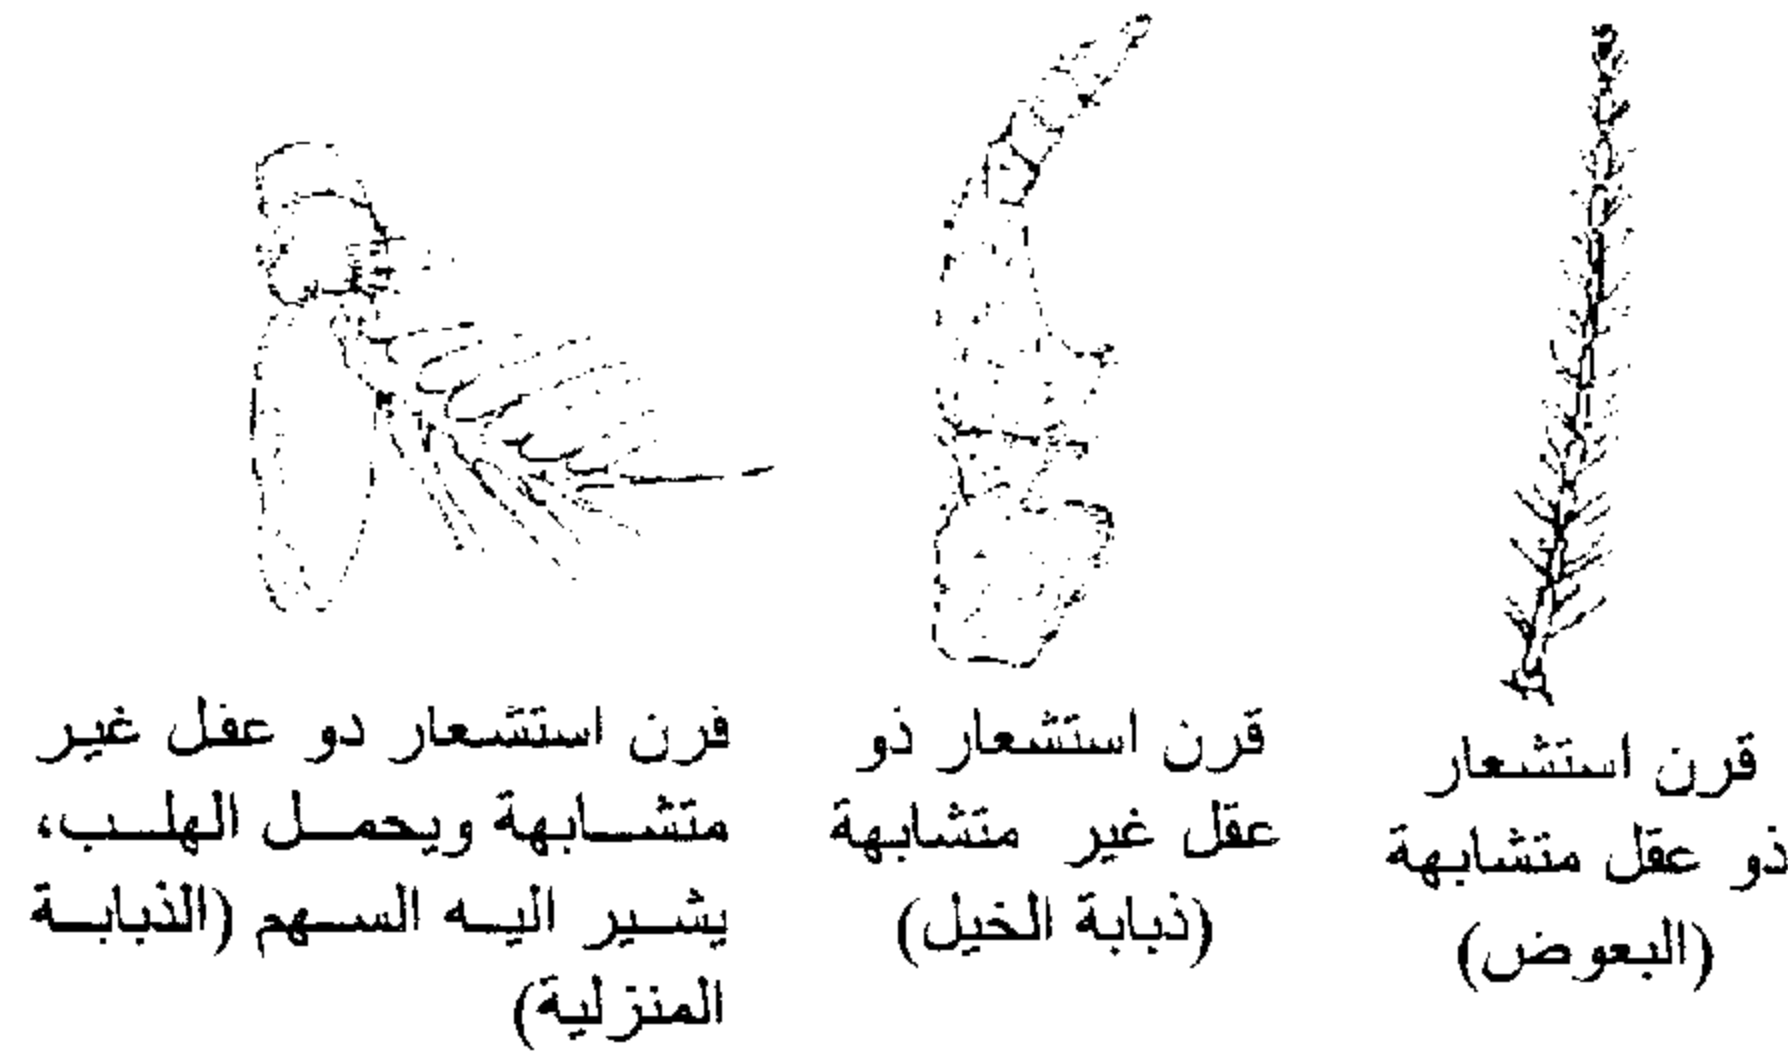 قرن استشعار
ذو عقل متشابهة
(البعوض)
قرن استشعار ذو
عقل غير متشابهة
(ذبابة الخيل)
قرن استشعار ذو عقل غير
متشابهة ويحمل الهلب،
يشير اليه السهم (الذبابة
المنزلية)